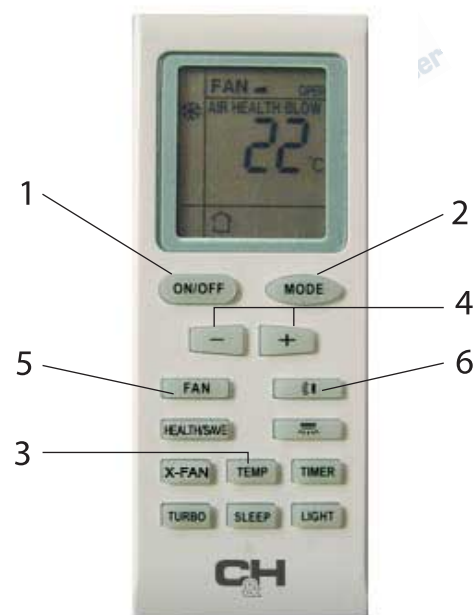 FAN OPER
AIR HEALTH BLOW
22 °C
1
2
ON/OFF MODE
4
- +
5
6
FAN
HEALTH/SAVE
3
X-FAN TEMP TIMER
TURBO SLEEP LIGHT
C&H